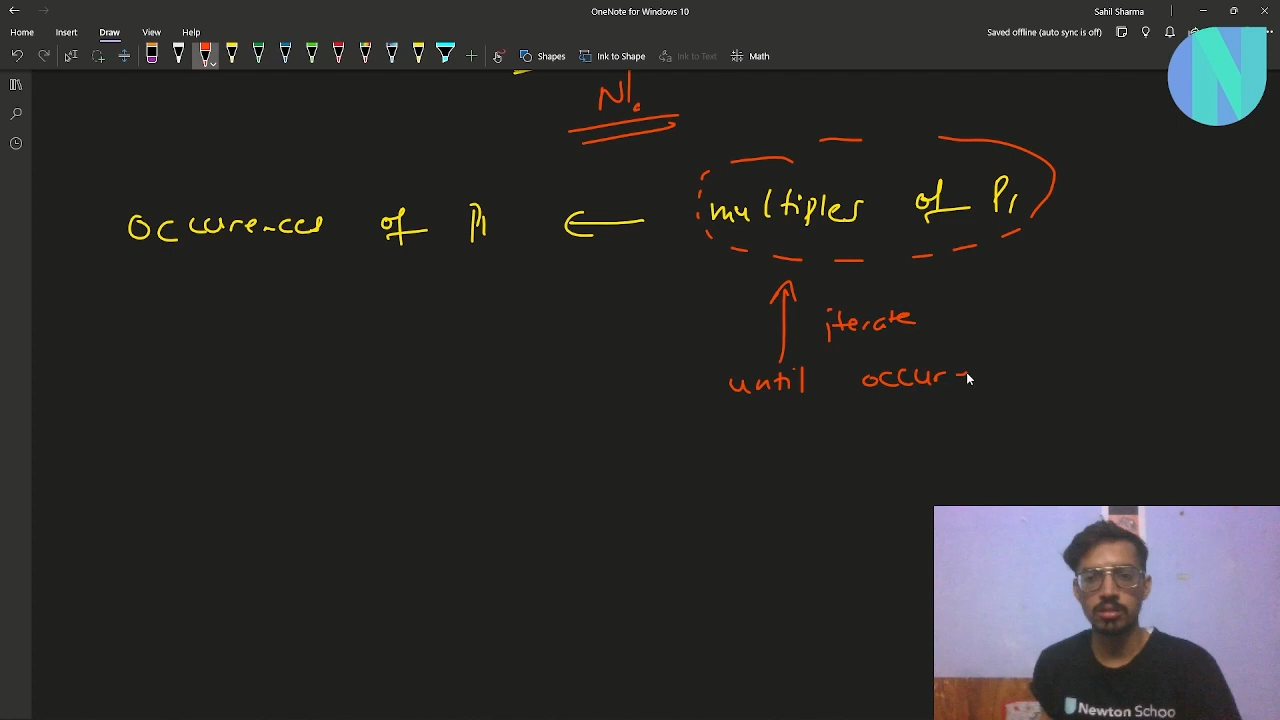 OneNote for Windows 10
Sahil Sharma
Home Insert Draw View Help
Saved offline (auto sync is off)
Shapes Ink to Shape Ink to Text Math
N!.
occurences of P1 ← multiples of P1
iterate
until occur
Newton Schoo